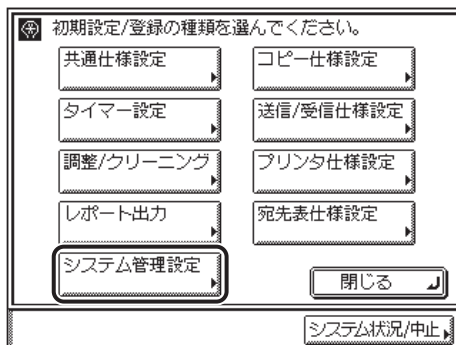 初期設定/登録の種類を選んでください。
共通仕様設定
コピー仕様設定
タイマー設定
送信/受信仕様設定
調整/クリーニング
プリンタ仕様設定
レポート出力
宛先表仕様設定
システム管理設定
閉じる
システム状況/中止